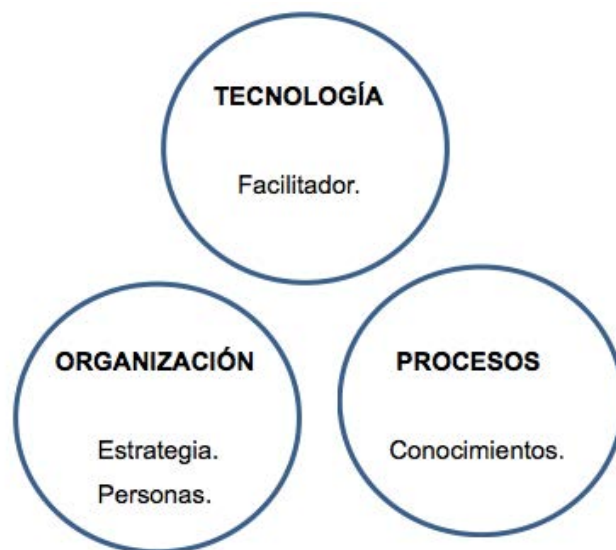 TECNOLOGÍA
Facilitador.
ORGANIZACIÓN
Estrategia.
Personas.
PROCESOS
Conocimientos.